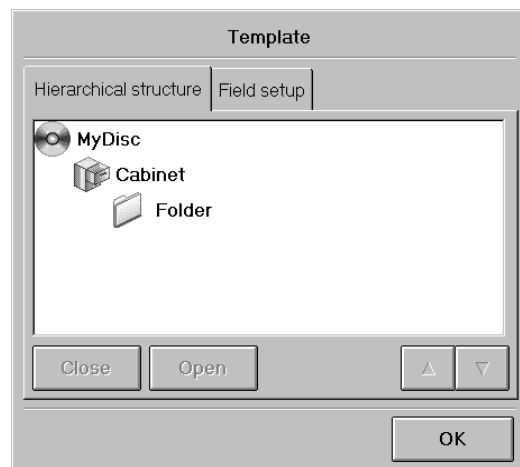 Template
Hierarchical structure Field setup
MyDisc
Cabinet
Folder
Close Open
OK